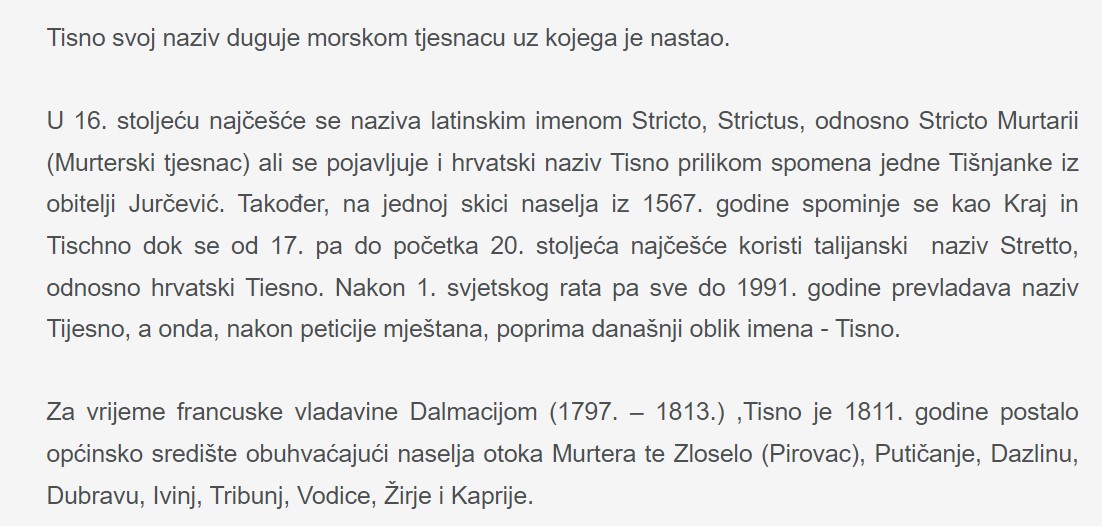 Tisno svoj naziv duguje morskom tjesnacu uz kojega je nastao.
U 16. stoljeću najčešće se naziva latinskim imenom Stricto, Strictus, odnosno Stricto Murtarii
(Murterski tjesnac) ali se pojavljuje i hrvatski naziv Tisno prilikom spomena jedne Tišnjanke iz
obitelji Jurčević. Također, na jednoj skici naselja iz 1567. godine spominje se kao Kraj in
Tischno dok se od 17. pa do početka 20. stoljeća najčešće koristi talijanski  naziv Stretto,
odnosno hrvatski Tiesno. Nakon 1. svjetskog rata pa sve do 1991. godine prevladava naziv
Tijesno, a onda, nakon peticije mještana, poprima današnji oblik imena - Tisno.
Za vrijeme francuske vladavine Dalmacijom (1797. – 1813.) ,Tisno je 1811. godine postalo
općinsko središte obuhvaćajući naselja otoka Murtera te Zloselo (Pirovac), Putičanje, Dazlinu,
Dubravu, Ivinj, Tribunj, Vodice, Žirje i Kaprije.